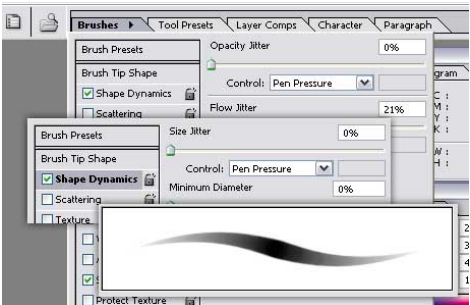 Brushes Tool Presets Layer Comps Character Paragraph
Brush Presets
Brush Tip Shape
Shape Dynamics
Scattering
Opacity Jitter 0%
Control: Pen Pressure
Flow Jitter 21%
gram
C :
M :
Y :
K :
W :
H :
Brush Presets
Brush Tip Shape
Shape Dynamics
Scattering
Texture
Size Jitter 0%
Control: Pen Pressure
Minimum Diameter 0%
Protect Texture
2
3
4
1